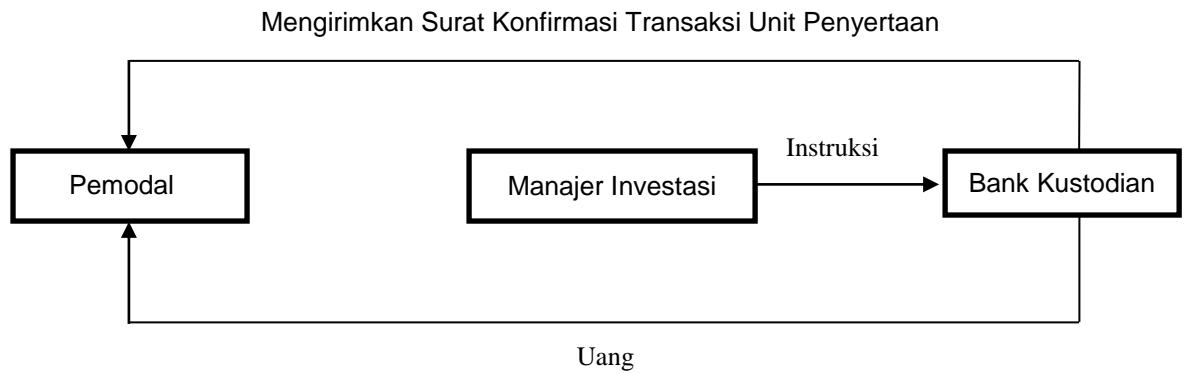 Mengirimkan Surat Konfirmasi Transaksi Unit Penyertaan
Instruksi
Pemodal
Manajer Investasi
Bank Kustodian
Uang